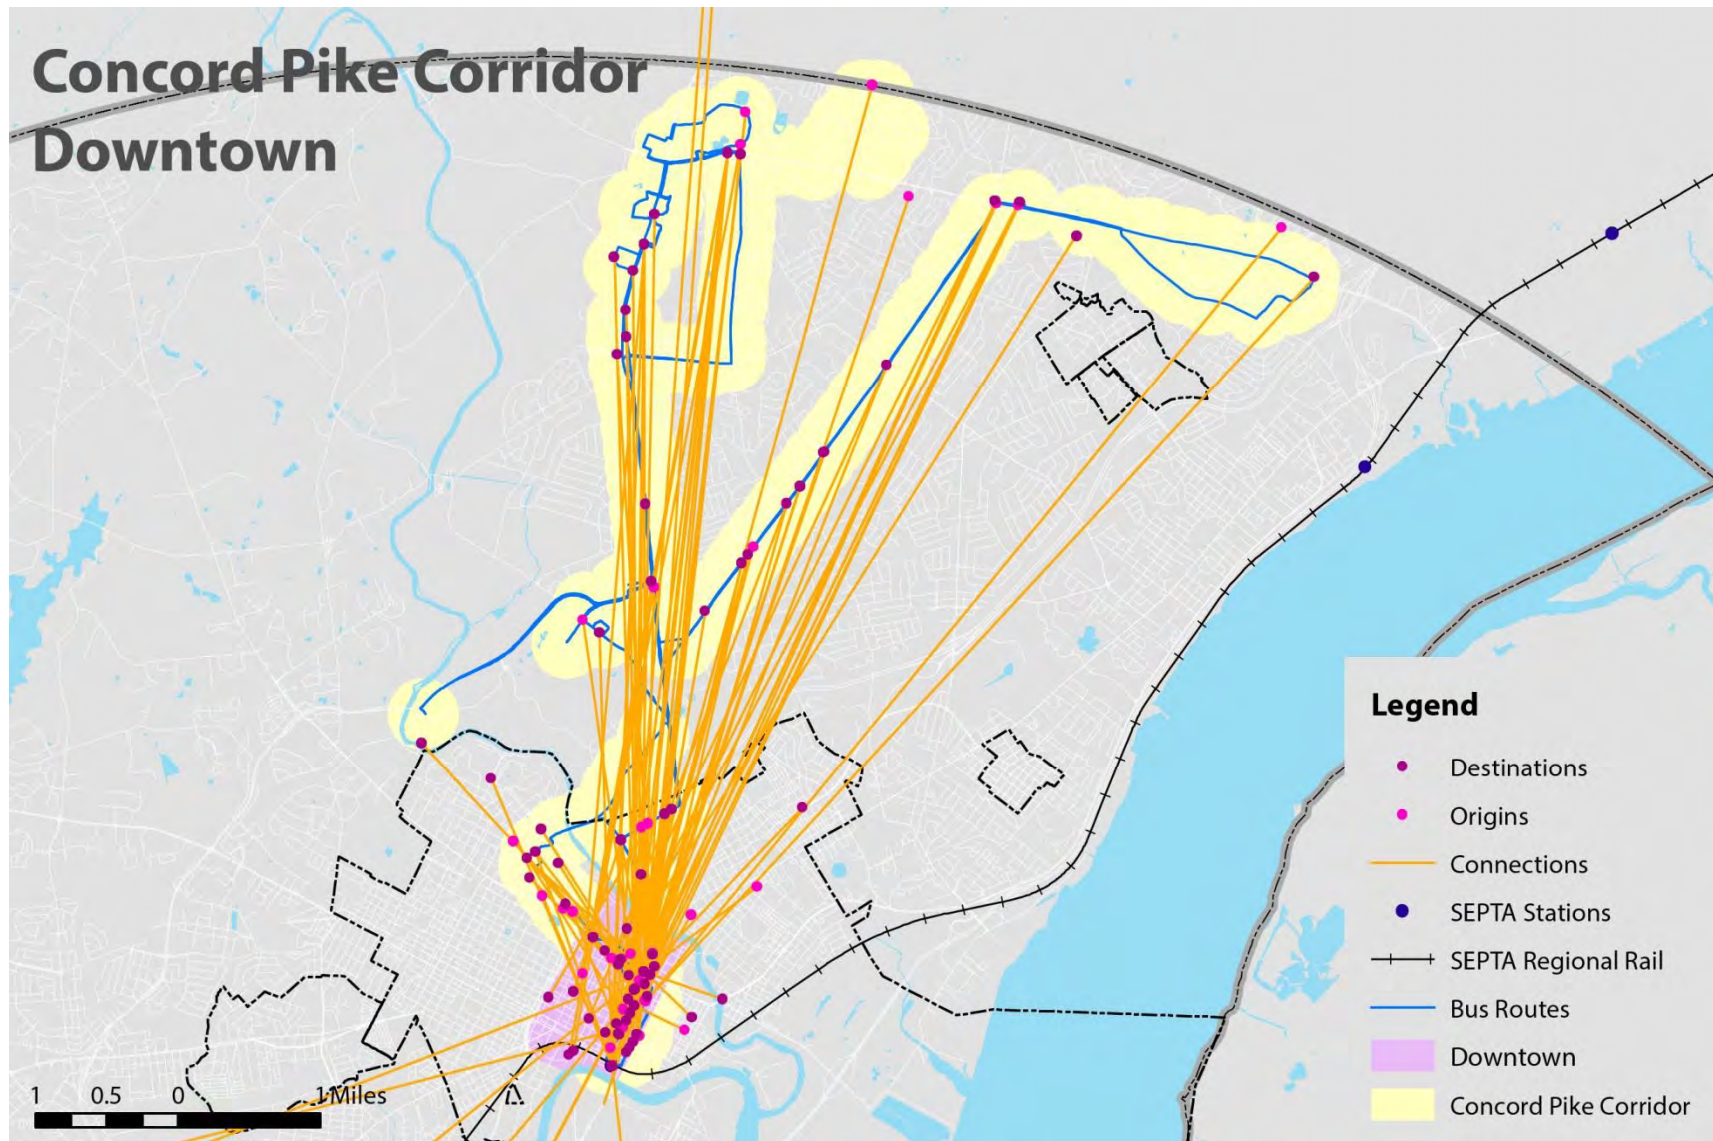 Concord Pike Corridor
Downtown
Legend
Destinations
Origins
Connections
SEPTA Stations
SEPTA Regional Rail
Bus Routes
Downtown
Concord Pike Corridor
1 0.5 0 1 Miles